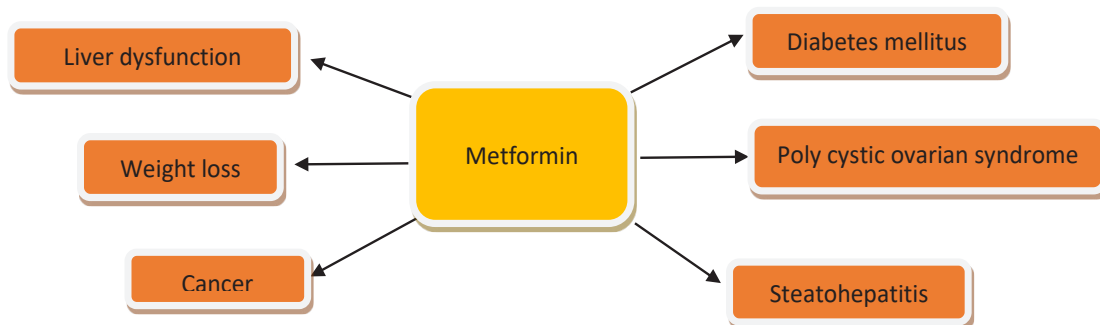 Diabetes mellitus
Liver dysfunction
Metformin
Poly cystic ovarian syndrome
Weight loss
Cancer
Steatohepatitis